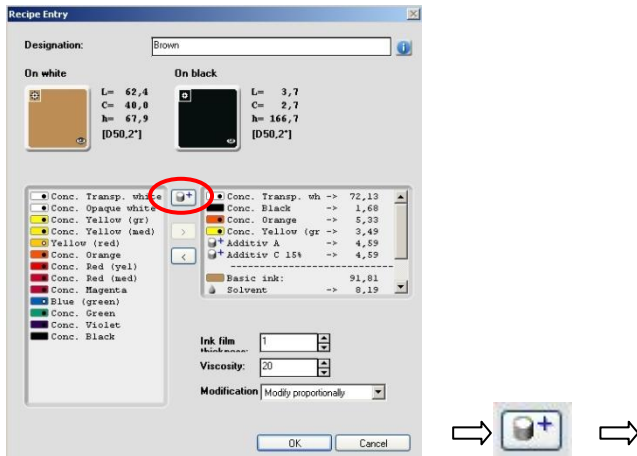 Recipe Entry
Designation: Brown
On white On black
L= 62,4 L= 3,7
C= 40,0 C= 2,7
h= 67,9 h= 166,7
[D50,2°] [D50,2°]
Conc. Transp. white Conc. Transp. wh -> 72,13
Conc. Opaque white Conc. Black -> 1,68
Conc. Yellow (gr) Conc. Orange -> 5,33
Conc. Yellow (med) Conc. Yellow (gr -> 3,49
Yellow (red) Additiv A -> 4,59
Conc. Orange Additiv C 15% -> 4,59
Conc. Red (yel) --------------------------
Conc. Red (med) Basic ink: 91,81
Conc. Magenta Solvent -> 8,19
Blue (green)
Conc. Green
Conc. Violet
Conc. Black
Ink film 1
Viscosity: 20
Modification Modify proportionally
OK Cancel